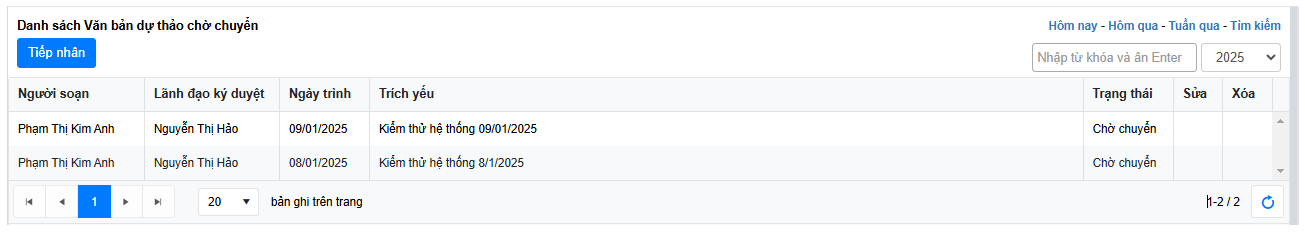 Danh sách Văn bản dự thảo chờ chuyển
Hôm nay - Hôm qua - Tuần qua - Tìm kiếm
Tiếp nhân
Nhập từ khóa và ân Enter 2025
Người soạn Lãnh đạo ký duyệt Ngày trình Trích yếu Trạng thái Sửa Xóa
Phạm Thị Kim Anh Nguyễn Thị Hảo 09/01/2025 Kiểm thử hệ thống 09/01/2025 Chờ chuyển
Phạm Thị Kim Anh Nguyễn Thị Hảo 08/01/2025 Kiểm thử hệ thống 8/1/2025 Chờ chuyển
1 20 bản ghi trên trang 1-2 / 2